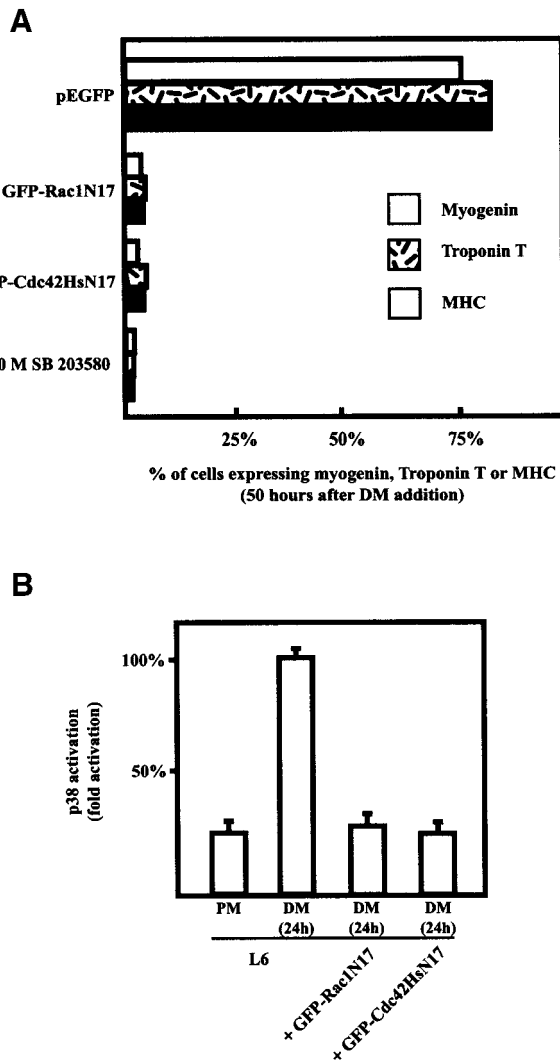 A
pEGFP
GFP-Rac1N17
P-Cdc42HsN17
0 M SB 203580
Myogenin
Troponin T
MHC
25% 50% 75%
% of cells expressing myogenin, Troponin T or MHC
(50 hours after DM addition)
B
100%
50%
p38 activation
(fold activation)
PM DM DM DM
(24h) (24h) (24h)
L6
+ GFP-Rac1N17
+ GFP-Cdc42HsN17